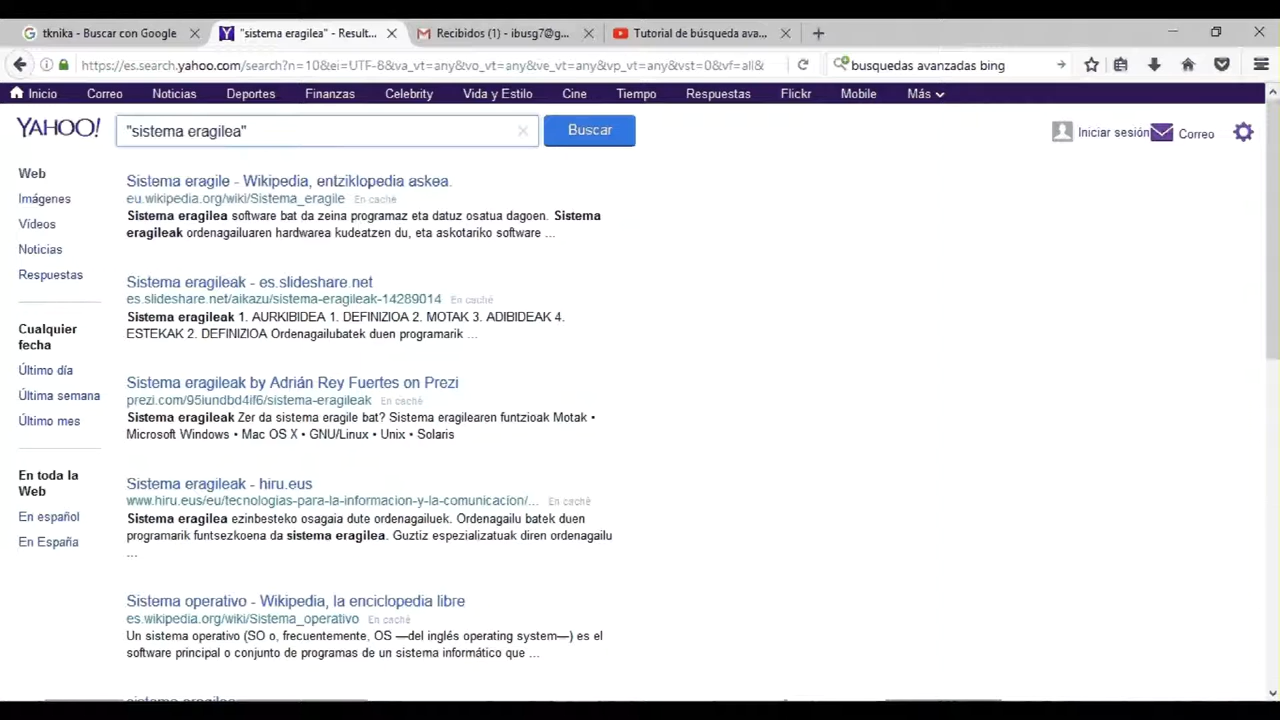 tknika - Buscar con Google
"sistema eragilea" - Result...
Recibidos (1) - ibusg7@g...
Tutorial de búsqueda ava...
https://es.search.yahoo.com/search?n=10&ei=UTF-8&va_vt=any&vo_vt=any&ve_vt=any&vp_vt=any&vst=0&vf=all&
busquedas avanzadas bing
Inicio Correo Noticias Deportes Finanzas Celebrity Vida y Estilo Cine Tiempo Respuestas Flickr Mobile Más
YAHOO!
"sistema eragilea"
Buscar
Iniciar sesión
Correo
Web
Imágenes
Vídeos
Noticias
Respuestas
Cualquier
fecha
Último día
Última semana
Último mes
En toda la
Web
En español
En España
Sistema eragile - Wikipedia, entziklopedia askea.
eu.wikipedia.org/wiki/Sistema_eragile En caché
Sistema eragilea software bat da zeina programaz eta datuz osatua dagoen. Sistema
eragileak ordenagailuaren hardwarea kudeatzen du, eta askotariko software ...
Sistema eragileak - es.slideshare.net
es.slideshare.net/aikazu/sistema-eragileak-14289014 En caché
Sistema eragileak 1. AURKIBIDEA 1. DEFINIZIOA 2. MOTAK 3. ADIBIDEAK 4.
ESTEKAK 2. DEFINIZIOA Ordenagailubatek duen programarik ...
Sistema eragileak by Adrián Rey Fuertes on Prezi
prezi.com/95iundbd4if6/sistema-eragileak En caché
Sistema eragileak Zer da sistema eragile bat? Sistema eragilearen funtzioak Motak •
Microsoft Windows • Mac OS X • GNU/Linux • Unix • Solaris
Sistema eragileak - hiru.eus
www.hiru.eus/eu/tecnologias-para-la-informacion-y-la-comunicacion/... En caché
Sistema eragilea ezinbesteko osagaia dute ordenagailuek. Ordenagailu batek duen
programarik funtsezkoena da sistema eragilea. Guztiz espezializatuak diren ordenagailu
...
Sistema operativo - Wikipedia, la enciclopedia libre
es.wikipedia.org/wiki/Sistema_operativo En caché
Un sistema operativo (SO o, frecuentemente, OS —del inglés operating system—) es el
software principal o conjunto de programas de un sistema informático que ...
sistema eragilea